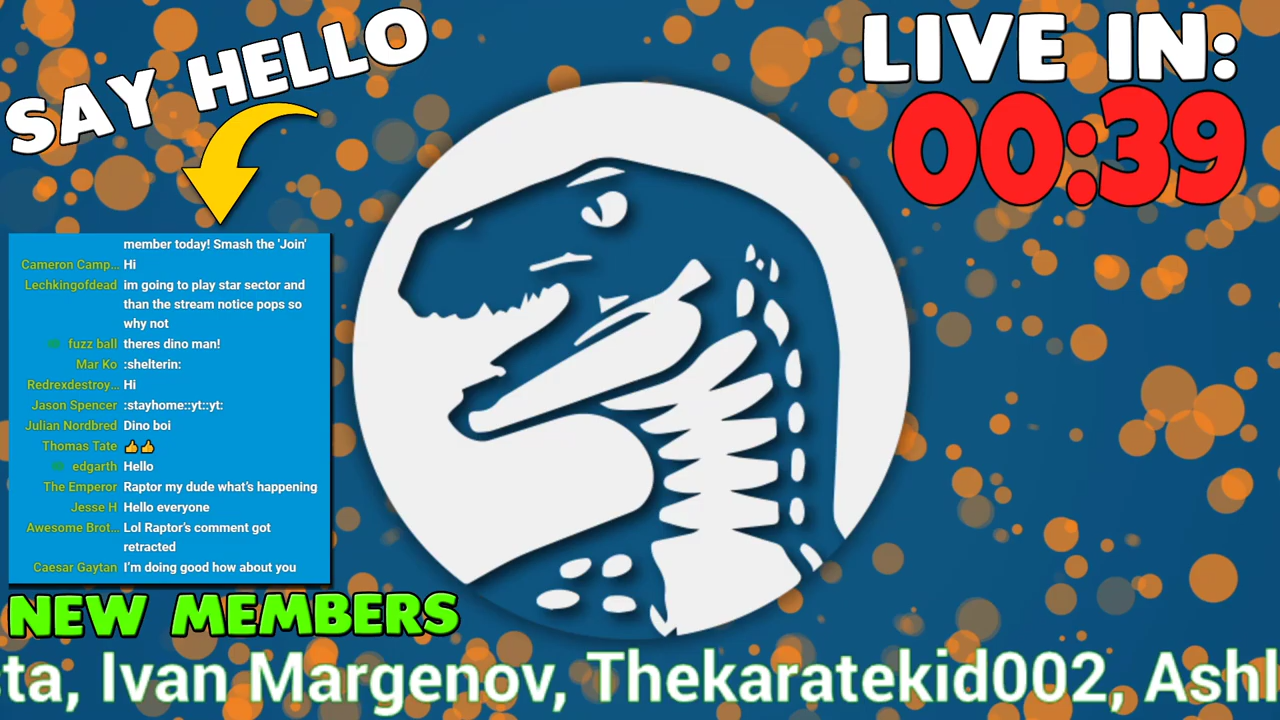 SAY HELLO
LIVE IN:
00:39
member today! Smash the 'Join'
Cameron Camp... Hi
Lechkingofdead im going to play star sector and
than the stream notice pops so
why not
fuzz ball theres dino man!
Mar Ko :shelterin:
Redrexdestroy... Hi
Jason Spencer :stayhome::yt::yt:
Julian Nordbred Dino boi
Thomas Tate 👍👍
edgarth Hello
The Emperor Raptor my dude what's happening
Jesse H Hello everyone
Awesome Brot... Lol Raptor's comment got
retracted
Caesar Gaytan I'm doing good how about you
NEW MEMBERS
sta, Ivan Margenov, Thekaratekid002, Ashl